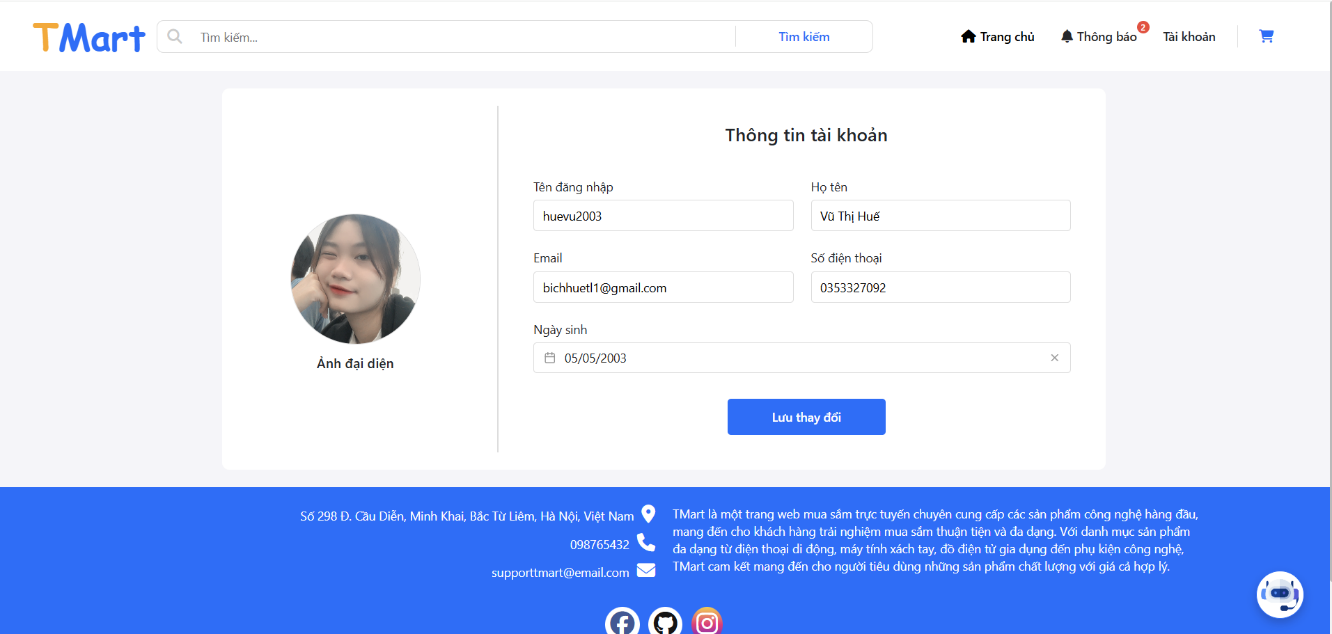 TMart
Tìm kiếm...
Tìm kiếm
Trang chủ
Thông báo
2
Tài khoản
Thông tin tài khoản
Tên đăng nhập
Họ tên
huevu2003
Vũ Thị Huế
Email
Số điện thoại
bichhuetl1@gmail.com
0353327092
Ngày sinh
05/05/2003
Ảnh đại diện
Lưu thay đổi
Số 298 Đ. Cầu Diễn, Minh Khai, Bắc Từ Liêm, Hà Nội, Việt Nam
098765432
supporttmart@email.com
TMart là một trang web mua sắm trực tuyến chuyên cung cấp các sản phẩm công nghệ hàng đầu,
mang đến cho khách hàng trải nghiệm mua sắm thuận tiện và đa dạng. Với danh mục sản phẩm
đa dạng từ điện thoại di động, máy tính xách tay, đồ điện tử gia dụng đến phụ kiện công nghệ,
TMart cam kết mang đến cho người tiêu dùng những sản phẩm chất lượng với giá cả hợp lý.